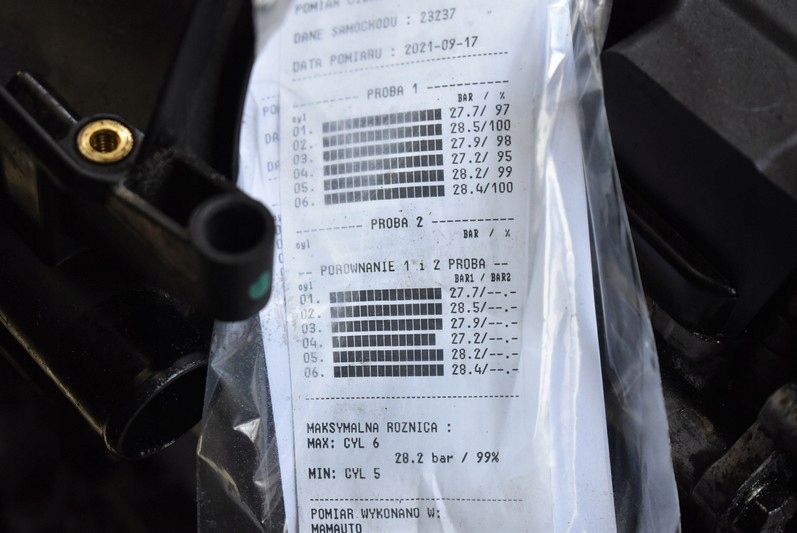 POMIAR
DANE SAMOCHODU : 23237
DATA POMIARU : 2021-09-17
PROBA 1
BAR / %
cyl
01. 27.7/ 97
02. 28.5/100
03. 27.9/ 98
04. 27.2/ 95
05. 28.2/ 99
06. 28.4/100
PROBA 2
BAR / %
cyl
-- POROWNANIE 1 i 2 PROBA --
BAR1 / BAR2
cyl
01. 27.7/--.-
02. 28.5/--.-
03. 27.9/--.-
04. 27.2/--.-
05. 28.2/--.-
06. 28.4/--.-
MAKSYMALNA ROZNICA :
MAX: CYL 6
28.2 bar / 99%
MIN: CYL 5
POMIAR WYKONANO W:
MAMAUTO
PO
DA
DA